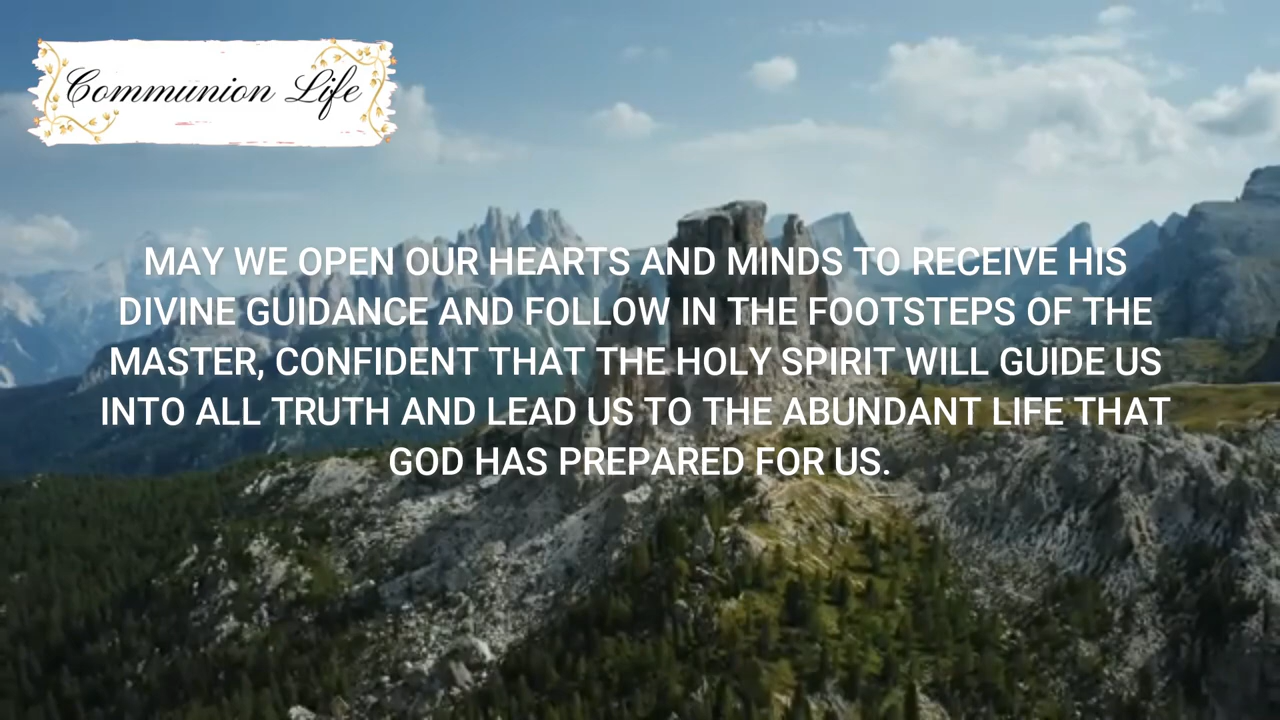 Communion Life
MAY WE OPEN OUR HEARTS AND MINDS TO RECEIVE HIS
DIVINE GUIDANCE AND FOLLOW IN THE FOOTSTEPS OF THE
MASTER, CONFIDENT THAT THE HOLY SPIRIT WILL GUIDE US
INTO ALL TRUTH AND LEAD US TO THE ABUNDANT LIFE THAT
GOD HAS PREPARED FOR US.